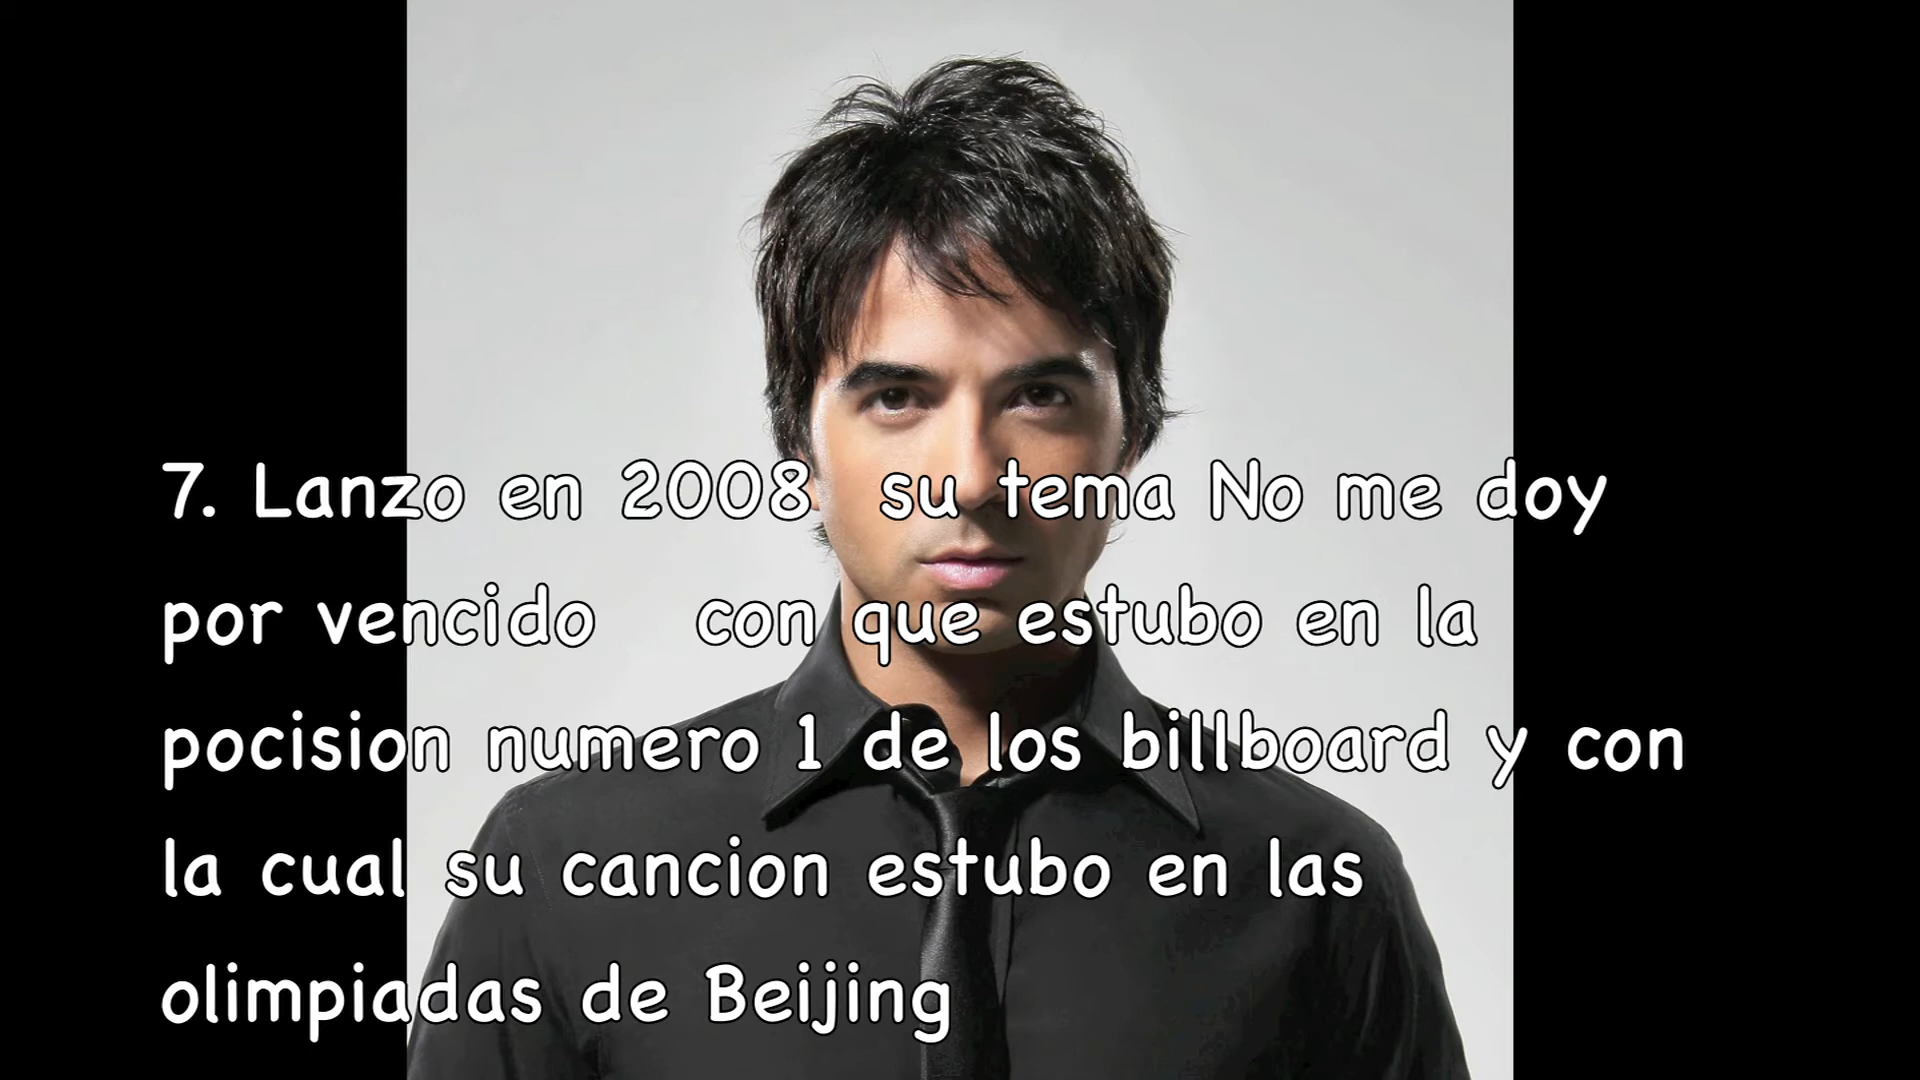 7. Lanzo en 2008 su tema No me doy
por vencido con que estubo en la
pocision numero 1 de los billboard y con
la cual su cancion estubo en las
olimpiadas de Beijing